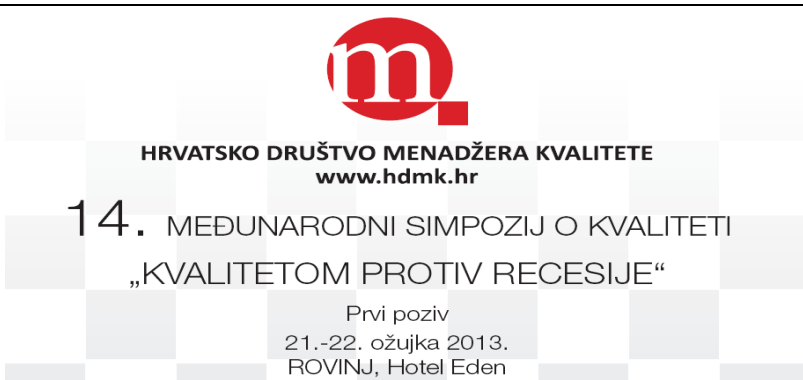 m
HRVATSKO DRUŠTVO MENADŽERA KVALITETE
www.hdmk.hr
14. MEĐUNARODNI SIMPOZIJ O KVALITETI
„KVALITETOM PROTIV RECESIJE“
Prvi poziv
21.-22. ožujka 2013.
ROVINJ, Hotel Eden